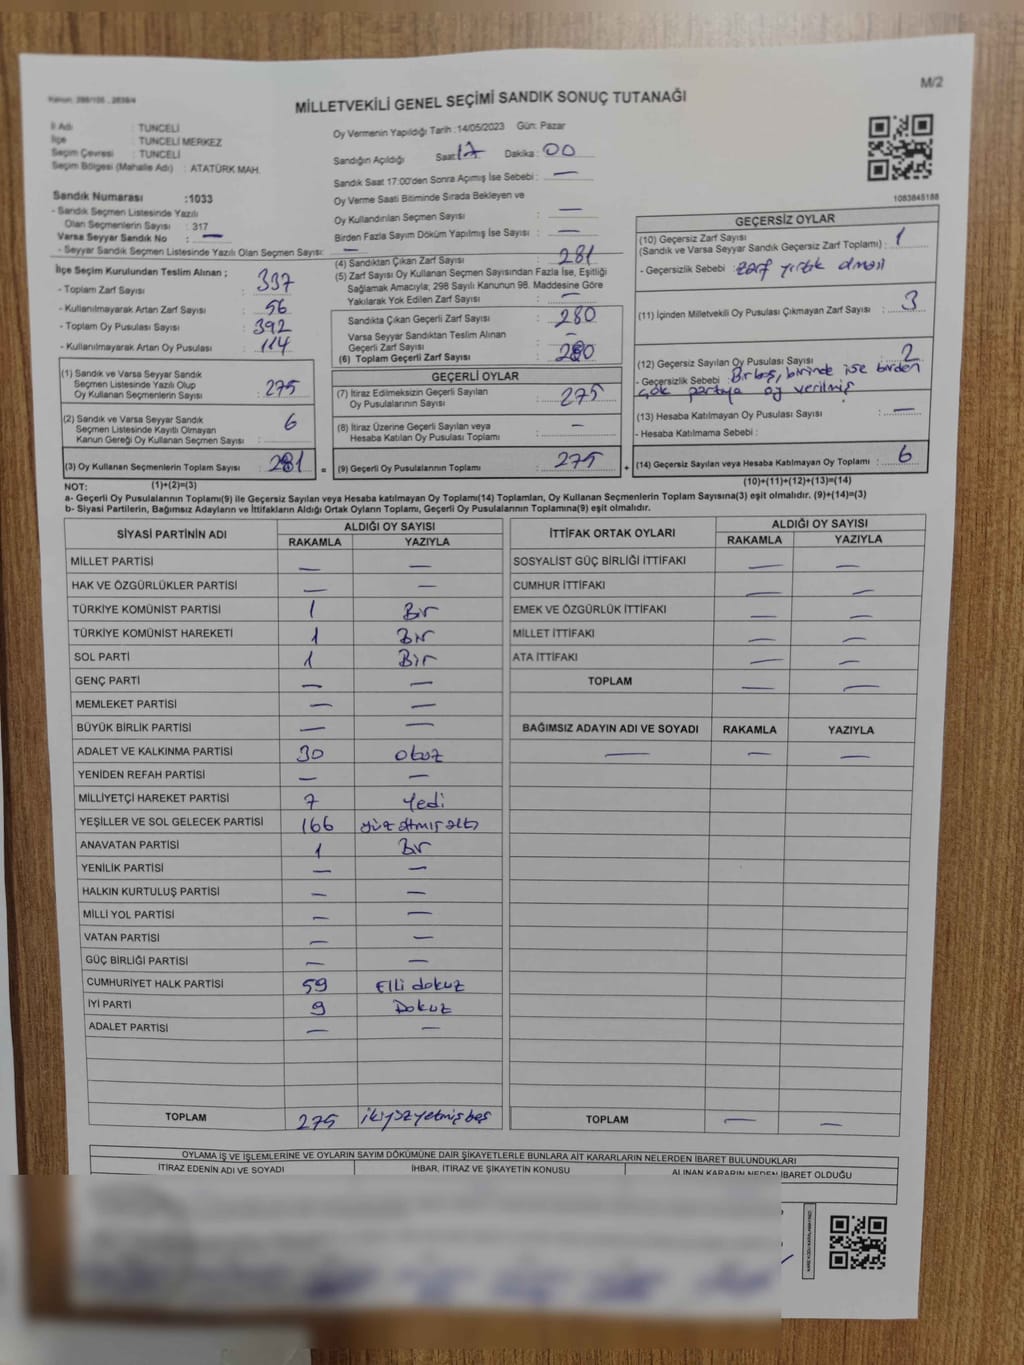 Kanun: 298/105 , 2839/4
M/2
MİLLETVEKİLİ GENEL SEÇİMİ SANDIK SONUÇ TUTANAĞI
İl Adı : TUNCELİ
İlçe : TUNCELİ MERKEZ
Seçim Çevresi : TUNCELİ
Seçim Bölgesi (Mahalle Adı) : ATATÜRK MAH.
Sandık Numarası :1033
- Sandık Seçmen Listesinde Yazılı
Olan Seçmenlerin Sayısı : 317
Varsa Seyyar Sandık No : —
- Seyyar Sandık Seçmen Listesinde Yazılı Olan Seçmen Sayısı: —
İlçe Seçim Kurulundan Teslim Alınan ;
- Toplam Zarf Sayısı : 337
- Kullanılmayarak Artan Zarf Sayısı : 56
- Toplam Oy Pusulası Sayısı : 392
- Kullanılmayarak Artan Oy Pusulası : 114
(1) Sandık ve Varsa Seyyar Sandık
Seçmen Listesinde Yazılı Olup
Oy Kullanan Seçmenlerin Sayısı : 275
(2) Sandık ve Varsa Seyyar Sandık
Seçmen Listesinde Kayıtlı Olmayan
Kanun Gereği Oy Kullanan Seçmen Sayısı : 6
(3) Oy Kullanan Seçmenlerin Toplam Sayısı : 281 =
Oy Vermenin Yapıldığı Tarih :14/05/2023 Gün: Pazar
Sandığın Açıldığı Saat: 17 Dakika : 00
Sandık Saat 17:00'den Sonra Açımış İse Sebebi : —
Oy Verme Saati Bitiminde Sırada Bekleyen ve
Oy Kullandırılan Seçmen Sayısı : —
Birden Fazla Sayım Döküm Yapılmış İse Sayısı : —
(4) Sandıktan Çıkan Zarf Sayısı : 281
(5) Zarf Sayısı Oy Kullanan Seçmen Sayısından Fazla İse, Eşitliği
Sağlamak Amacıyla; 298 Sayılı Kanunun 98. Maddesine Göre
Yakılarak Yok Edilen Zarf Sayısı : —
Sandıkta Çıkan Geçerli Zarf Sayısı : 280
Varsa Seyyar Sandıktan Teslim Alınan
Geçerli Zarf Sayısı : —
(6) Toplam Geçerli Zarf Sayısı : 280
GEÇERLİ OYLAR
(7) İtiraz Edilmeksizin Geçerli Sayılan
Oy Pusulalarının Sayısı : 275
(8) İtiraz Üzerine Geçerli Sayılan veya
Hesaba Katılan Oy Pusulası Toplamı : —
(9) Geçerli Oy Pusulalarının Toplamı : 275 +
1083845188
GEÇERSİZ OYLAR
(10) Geçersiz Zarf Sayısı
(Sandık ve Varsa Seyyar Sandık Geçersiz Zarf Toplamı) : 1
- Geçersizlik Sebebi : zarf yırtık olması
(11) İçinden Milletvekili Oy Pusulası Çıkmayan Zarf Sayısı : 3
(12) Geçersiz Sayılan Oy Pusulası Sayısı : 2
- Geçersizlik Sebebi : Bir boş, birinde ise birden
çok partiye oy verilmiş
(13) Hesaba Katılmayan Oy Pusulası Sayısı : —
- Hesaba Katılmama Sebebi :
(14) Geçersiz Sayılan veya Hesaba Katılmayan Oy Toplamı : 6
NOT: (1)+(2)=(3) (10)+(11)+(12)+(13)=(14)
a- Geçerli Oy Pusulalarının Toplamı(9) ile Geçersiz Sayılan veya Hesaba katılmayan Oy Toplamı(14) Toplamları, Oy Kullanan Seçmenlerin Toplam Sayısına(3) eşit olmalıdır. (9)+(14)=(3)
b- Siyasi Partilerin, Bağımsız Adayların ve İttifakların Aldığı Ortak Oyların Toplamı, Geçerli Oy Pusulalarının Toplamına(9) eşit olmalıdır.
SİYASİ PARTİNİN ADI ALDIĞI OY SAYISI
RAKAMLA YAZIYLA
MİLLET PARTİSİ — —
HAK VE ÖZGÜRLÜKLER PARTİSİ — —
TÜRKİYE KOMÜNİST PARTİSİ 1 Bir
TÜRKİYE KOMÜNİST HAREKETİ 1 Bir
SOL PARTİ 1 Bir
GENÇ PARTİ — —
MEMLEKET PARTİSİ — —
BÜYÜK BİRLİK PARTİSİ — —
ADALET VE KALKINMA PARTİSİ 30 otuz
YENİDEN REFAH PARTİSİ — —
MİLLİYETÇİ HAREKET PARTİSİ 7 Yedi
YEŞİLLER VE SOL GELECEK PARTİSİ 166 yüz altmış altı
ANAVATAN PARTİSİ 1 Bir
YENİLİK PARTİSİ — —
HALKIN KURTULUŞ PARTİSİ — —
MİLLİ YOL PARTİSİ — —
VATAN PARTİSİ — —
GÜÇ BİRLİĞİ PARTİSİ — —
CUMHURİYET HALK PARTİSİ 59 Elli dokuz
İYİ PARTİ 9 Dokuz
ADALET PARTİSİ — —
TOPLAM 275 ikiyüzyetmişbeş
İTTİFAK ORTAK OYLARI ALDIĞI OY SAYISI
RAKAMLA YAZIYLA
SOSYALİST GÜÇ BİRLİĞİ İTTİFAKI — —
CUMHUR İTTİFAKI — —
EMEK VE ÖZGÜRLÜK İTTİFAKI — —
MİLLET İTTİFAKI — —
ATA İTTİFAKI — —
TOPLAM — —
BAĞIMSIZ ADAYIN ADI VE SOYADI RAKAMLA YAZIYLA
— — —
TOPLAM — —
OYLAMA İŞ VE İŞLEMLERİNE VE OYLARIN SAYIM DÖKÜMÜNE DAİR ŞİKAYETLERLE BUNLARA AİT KARARLARIN NELERDEN İBARET BULUNDUKLARI
İTİRAZ EDENİN ADI VE SOYADI İHBAR, İTİRAZ VE ŞİKAYETİN KONUSU ALINAN KARARIN NEDEN İBARET OLDUĞU